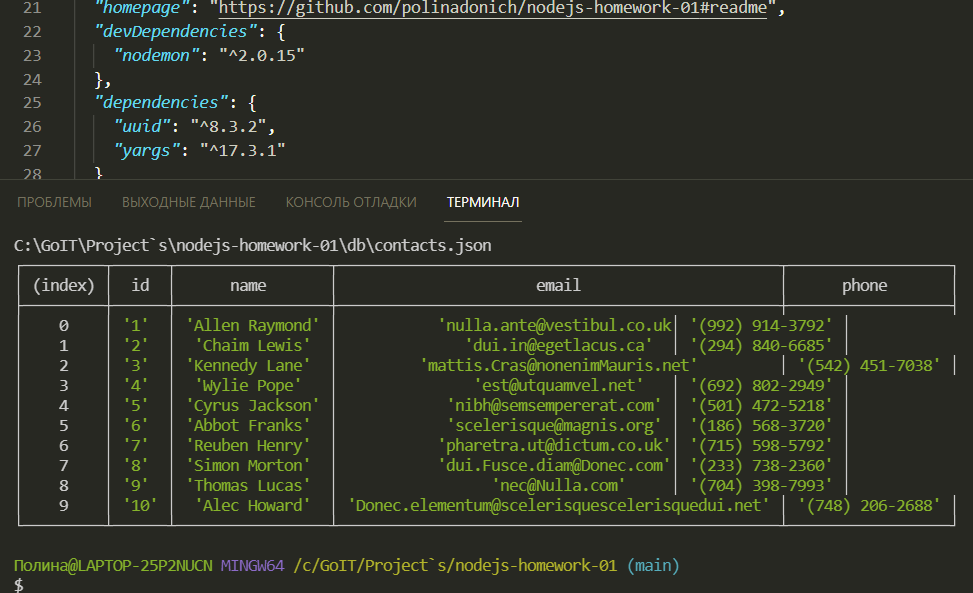 21 "homepage": "https://github.com/polinadonich/nodejs-homework-01#readme",
22 "devDependencies": {
23 "nodemon": "^2.0.15"
24 },
25 "dependencies": {
26 "uuid": "^8.3.2",
27 "yargs": "^17.3.1"
28 }
ПРОБЛЕМЫ ВЫХОДНЫЕ ДАННЫЕ КОНСОЛЬ ОТЛАДКИ ТЕРМИНАЛ
C:\GoIT\Project`s\nodejs-homework-01\db\contacts.json
(index) id name email phone
0 '1' 'Allen Raymond' 'nulla.ante@vestibul.co.uk '(992) 914-3792'
1 '2' 'Chaim Lewis' 'dui.in@egetlacus.ca' '(294) 840-6685'
2 '3' 'Kennedy Lane' 'mattis.Cras@nonenimMauris.net' '(542) 451-7038'
3 '4' 'Wylie Pope' 'est@utquamvel.net' '(692) 802-2949'
4 '5' 'Cyrus Jackson' 'nibh@semsempererat.com' '(501) 472-5218'
5 '6' 'Abbot Franks' 'scelerisque@magnis.org' '(186) 568-3720'
6 '7' 'Reuben Henry' 'pharetra.ut@dictum.co.uk' '(715) 598-5792'
7 '8' 'Simon Morton' 'dui.Fusce.diam@Donec.com' '(233) 738-2360'
8 '9' 'Thomas Lucas' 'nec@Nulla.com' '(704) 398-7993'
9 '10' 'Alec Howard' 'Donec.elementum@scelerisquescelerisquedui.net' '(748) 206-2688'
Полина@LAPTOP-25P2NUCN MINGW64 /c/GoIT/Project`s/nodejs-homework-01 (main)
$